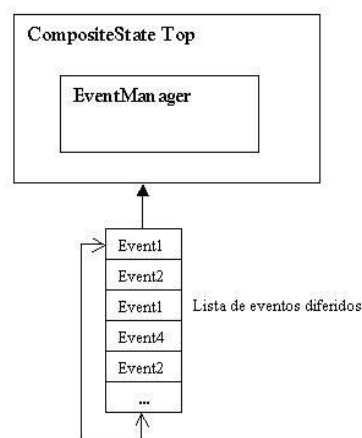 CompositeState Top
EventManager
Event1
Event2
Event1
Lista de eventos diferidos
Event4
Event2
...